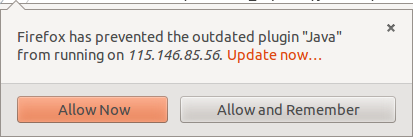 Firefox has prevented the outdated plugin "Java"
from running on 115.146.85.56. Update now...
Allow Now
Allow and Remember